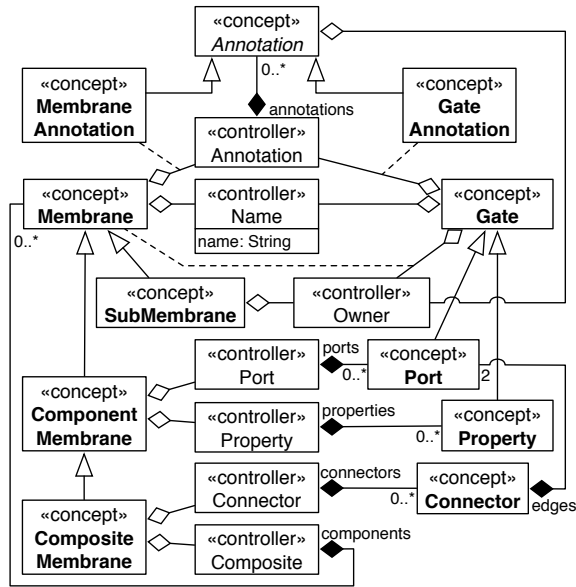 «concept»
Annotation
0..*
annotations
«concept»
Membrane
Annotation
«concept»
Gate
Annotation
«controller»
Annotation
«concept»
Membrane
0..*
«controller»
Name
name: String
«concept»
Gate
«concept»
SubMembrane
«controller»
Owner
«controller»
Port
ports
0..*
«concept»
Port
2
«concept»
Component
Membrane
«controller»
Property
properties
0..*
«concept»
Property
«controller»
Connector
connectors
0..*
«concept»
Connector
edges
«concept»
Composite
Membrane
«controller»
Composite
components